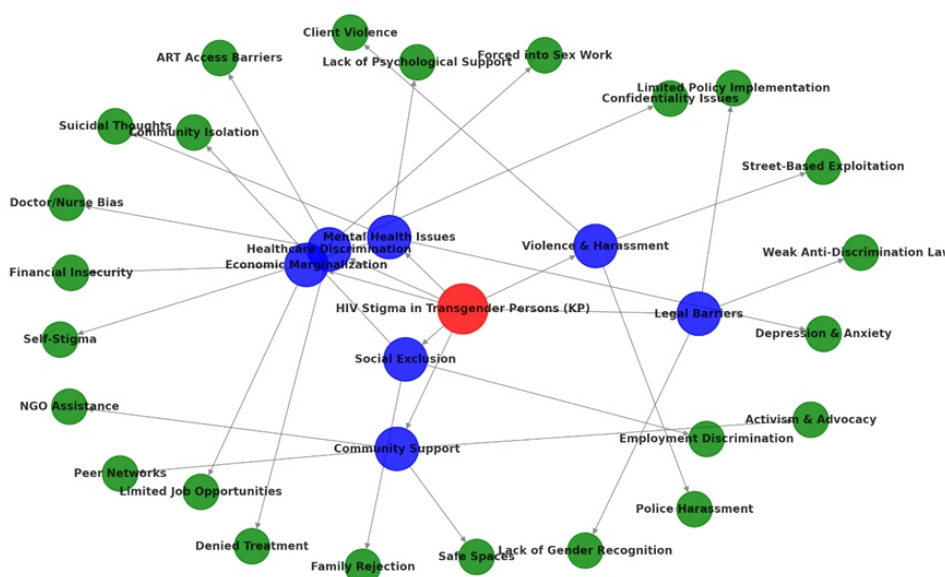 Client Violence
ART Access Barriers
Lack of Psychological Support
Forced into Sex Work
Limited Policy Implementation
Confidentiality Issues
Suicidal Thoughts
Community Isolation
Street-Based Exploitation
Doctor/Nurse Bias
Mental Health Issues
Healthcare Discrimination
Violence & Harassment
Weak Anti-Discrimination La
Economic Marginalization
Financial Insecurity
HIV Stigma in Transgender Persons (KP)
Legal Barriers
Self-Stigma
Depression & Anxiety
Social Exclusion
NGO Assistance
Activism & Advocacy
Employment Discrimination
Community Support
Peer Networks
Limited Job Opportunities
Police Harassment
Denied Treatment
Family Rejection
Safe Spaces
Lack of Gender Recognition